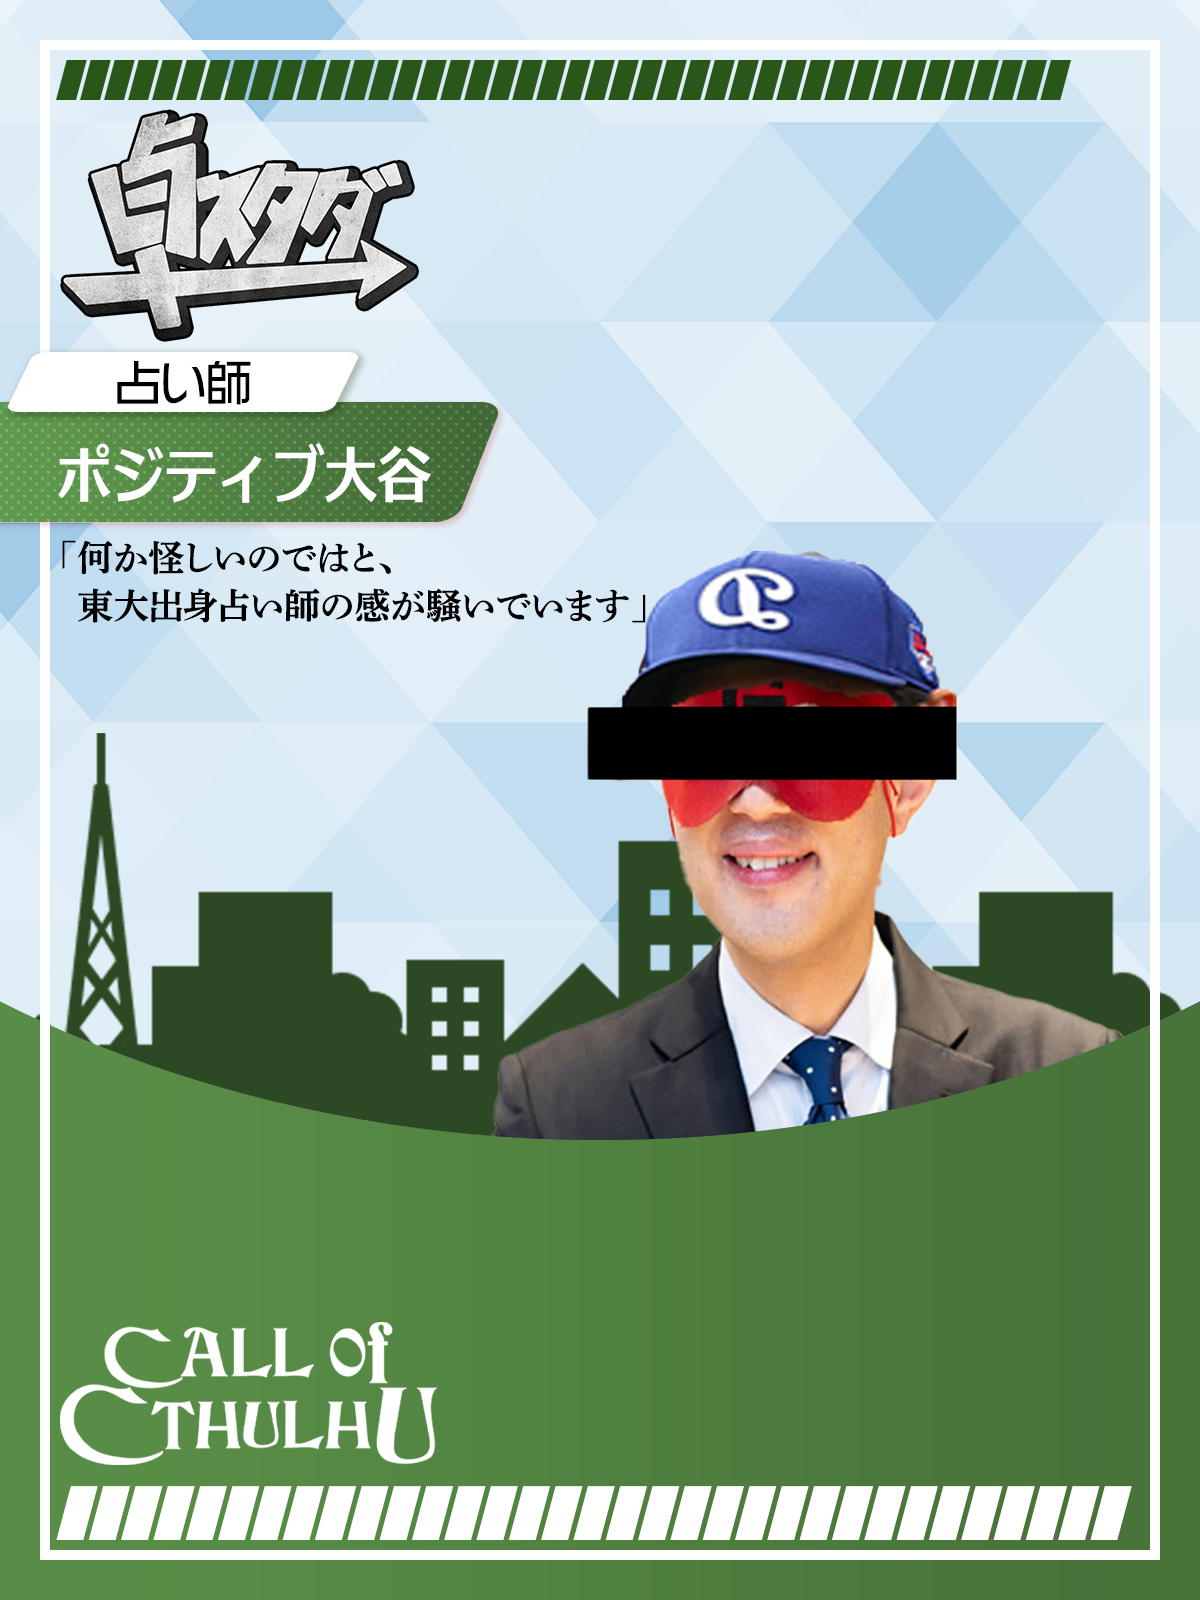 卓スタダ
占い師
ポジティブ大谷
「何か怪しいのではと、
東大出身占い師の感が騒いでいます」
CALL of
CTHULHU